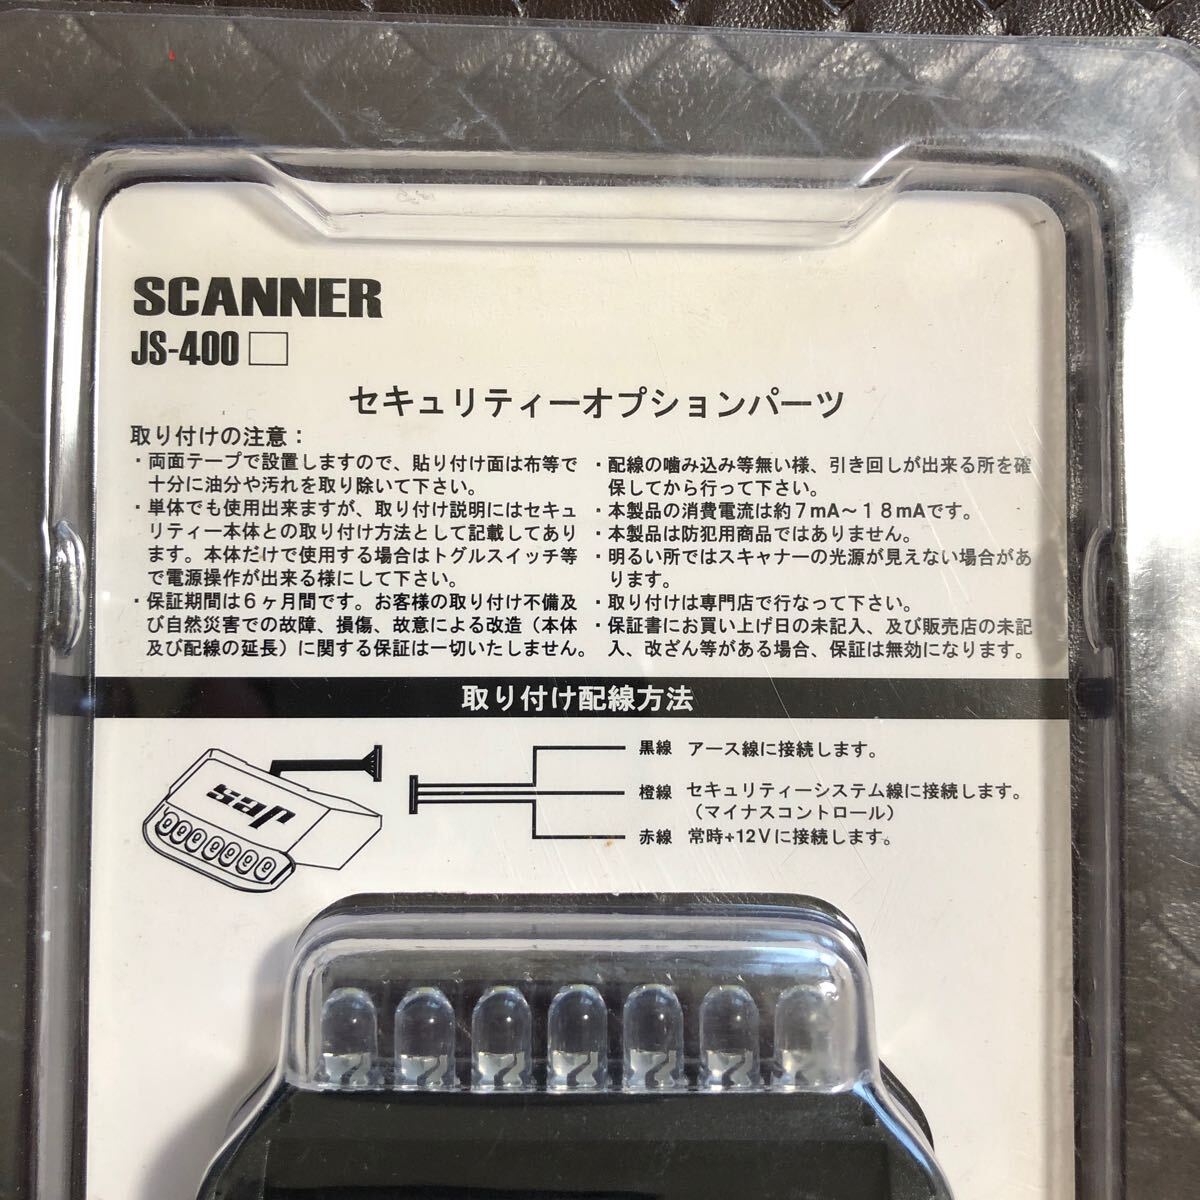 SCANNER
JS-400□
セキュリティーオプションパーツ
取り付けの注意：
・両面テープで設置しますので、貼り付け面は布等で
十分に油分や汚れを取り除いて下さい。
・単体でも使用出来ますが、取り付け説明にはセキュ
リティー本体との取り付け方法として記載してあり
ます。本体だけで使用する場合はトグルスイッチ等
で電源操作が出来る様にして下さい。
・保証期間は６ヶ月間です。お客様の取り付け不備及
び自然災害での故障、損傷、故意による改造（本体
及び配線の延長）に関する保証は一切いたしません。
・配線の噛み込み等無い様、引き回しが出来る所を確
保してから行って下さい。
・本製品の消費電流は約７mA～１８mAです。
・本製品は防犯用商品ではありません。
・明るい所ではスキャナーの光源が見えない場合があ
ります。
・取り付けは専門店で行なって下さい。
・保証書にお買い上げ日の未記入、及び販売店の未記
入、改ざん等がある場合、保証は無効になります。
取り付け配線方法
黒線 アース線に接続します。
橙線 セキュリティーシステム線に接続します。
（マイナスコントロール）
赤線 常時+12Vに接続します。
jes